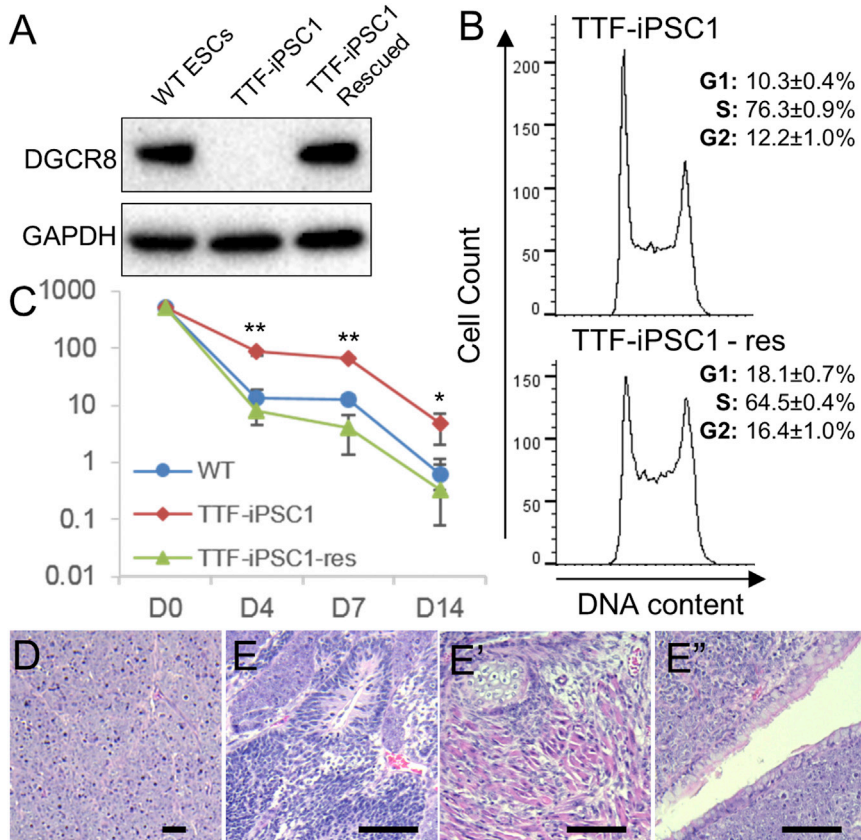 A
WT ESCs
TTF-iPSC1
TTF-iPSC1
Rescued
DGCR8
GAPDH
B
TTF-iPSC1
G1: 10.3±0.4%
S: 76.3±0.9%
G2: 12.2±1.0%
200
150
100
50
0
Cell Count
TTF-iPSC1 - res
G1: 18.1±0.7%
S: 64.5±0.4%
G2: 16.4±1.0%
150
100
50
0
DNA content
C
1000
100
10
1
0.1
0.01
**
**
*
WT
TTF-iPSC1
TTF-iPSC1-res
D0 D4 D7 D14
D
E
E'
E"